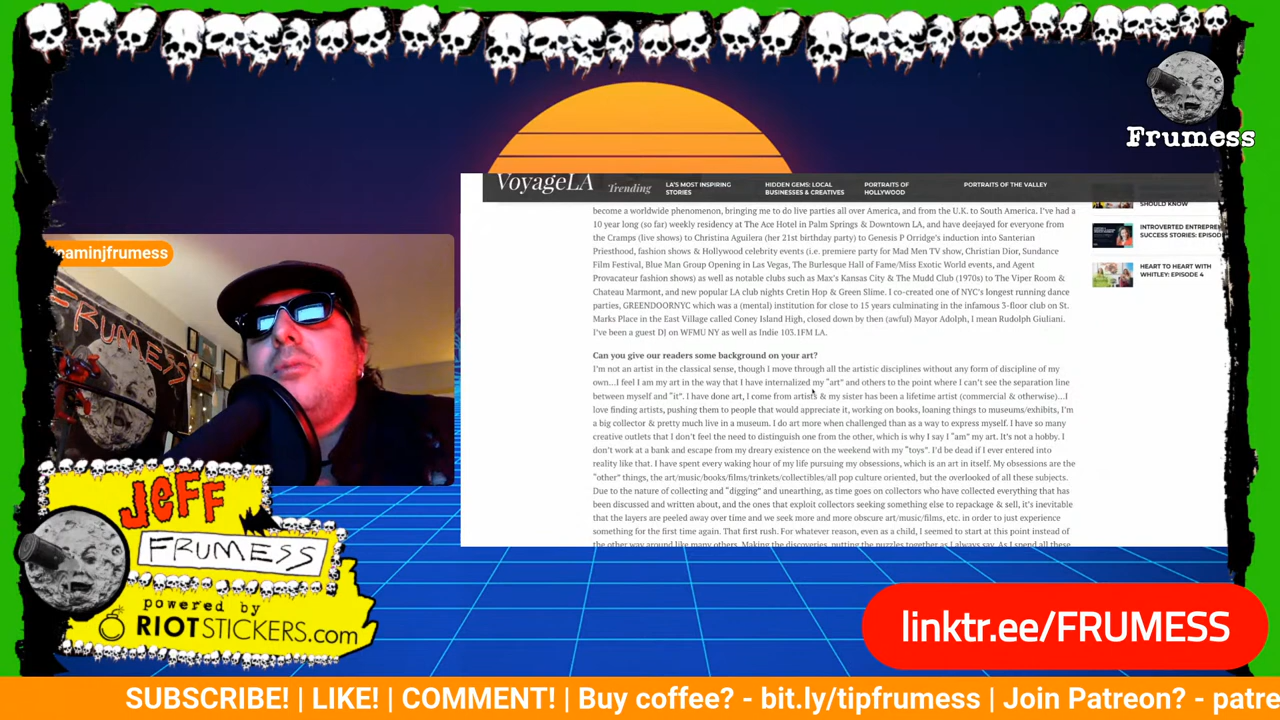 Frumess
VoyageLA
Trending
LA'S MOST INSPIRING
STORIES
HIDDEN GEMS: LOCAL
BUSINESSES & CREATIVES
PORTRAITS OF
HOLLYWOOD
PORTRAITS OF THE VALLEY
SHOULD KNOW
INTROVERTED ENTREPRE
SUCCESS STORIES: EPISOD
HEART TO HEART WITH
WHITLEY: EPISODE 4
become a worldwide phenomenon, bringing me to do live parties all over America, and from the U.K. to South America. I've had a
10 year long (so far) weekly residency at The Ace Hotel in Palm Springs & Downtown LA, and have deejayed for everyone from
the Cramps (live shows) to Christina Aguilera (her 21st birthday party) to Genesis P Orridge's induction into Santerian
Priesthood, fashion shows & Hollywood celebrity events (i.e. premiere party for Mad Men TV show, Christian Dior, Sundance
Film Festival, Blue Man Group Opening in Las Vegas, The Burlesque Hall of Fame/Miss Exotic World events, and Agent
Provacateur fashion shows) as well as notable clubs such as Max's Kansas City & The Mudd Club (1970s) to The Viper Room &
Chateau Marmont, and new popular LA club nights Cretin Hop & Green Slime. I co-created one of NYC's longest running dance
parties, GREENDOORNYC which was a (mental) institution for close to 15 years culminating in the infamous 3-floor club on St.
Marks Place in the East Village called Coney Island High, closed down by then (awful) Mayor Adolph, I mean Rudolph Giuliani.
I've been a guest DJ on WFMU NY as well as Indie 103.1FM LA.
Can you give our readers some background on your art?
I'm not an artist in the classical sense, though I move through all the artistic disciplines without any form of discipline of my
own…I feel I am my art in the way that I have internalized my "art" and others to the point where I can't see the separation line
between myself and "it". I have done art, I come from artists & my sister has been a lifetime artist (commercial & otherwise)…I
love finding artists, pushing them to people that would appreciate it, working on books, loaning things to museums/exhibits, I'm
a big collector & pretty much live in a museum. I do art more when challenged than as a way to express myself. I have so many
creative outlets that I don't feel the need to distinguish one from the other, which is why I say I "am" my art. It's not a hobby. I
don't work at a bank and escape from my dreary existence on the weekend with my "toys". I'd be dead if I ever entered into
reality like that. I have spent every waking hour of my life pursuing my obsessions, which is an art in itself. My obsessions are the
"other" things, the art/music/books/films/trinkets/collectibles/all pop culture oriented, but the overlooked of all these subjects.
Due to the nature of collecting and "digging" and unearthing, as time goes on collectors who have collected everything that has
been discussed and written about, and the ones that exploit collectors seeking something else to repackage & sell, it's inevitable
that the layers are peeled away over time and we seek more and more obscure art/music/films, etc. in order to just experience
something for the first time again. That first rush. For whatever reason, even as a child, I seemed to start at this point instead of
the other way around like many others. Making the discoveries, putting the puzzles together as I always say. As I spend all these
aminjfrumess
FRUMESS
JEFF
FRUMESS
powered by
RIOTSTICKERS.com
linktr.ee/FRUMESS
SUBSCRIBE! | LIKE! | COMMENT! | Buy coffee? - bit.ly/tipfrumess | Join Patreon? - patre